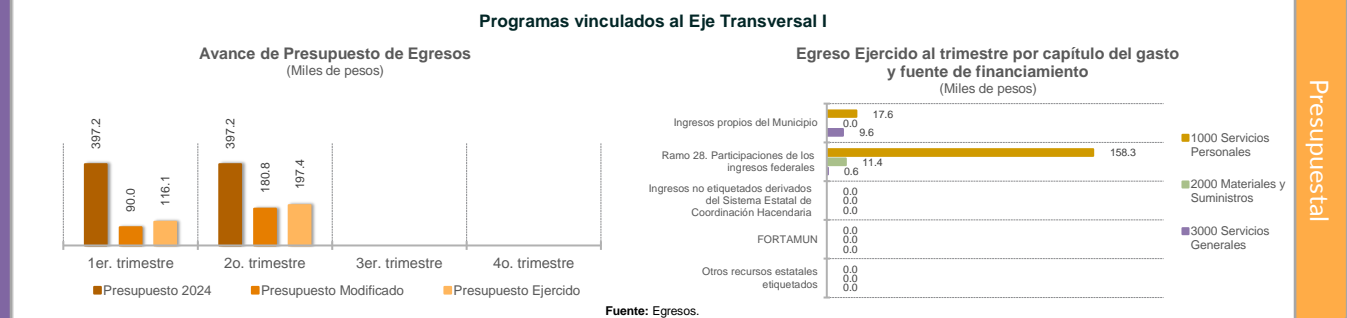 Programas vinculados al Eje Transversal I
Avance de Presupuesto de Egresos
(Miles de pesos)
397.2
90.0
116.1
397.2
180.8
197.4
1er. trimestre
2o. trimestre
3er. trimestre
4o. trimestre
Presupuesto 2024
Presupuesto Modificado
Presupuesto Ejercido
Egreso Ejercido al trimestre por capítulo del gasto
y fuente de financiamiento
(Miles de pesos)
Ingresos propios del Municipio
17.6
0.0
9.6
Ramo 28. Participaciones de los
ingresos federales
158.3
11.4
0.6
Ingresos no etiquetados derivados
del Sistema Estatal de
Coordinación Hacendaria
0.0
0.0
0.0
FORTAMUN
0.0
0.0
0.0
Otros recursos estatales
etiquetados
0.0
0.0
0.0
1000 Servicios
Personales
2000 Materiales y
Suministros
3000 Servicios
Generales
Presupuestal
Fuente: Egresos.